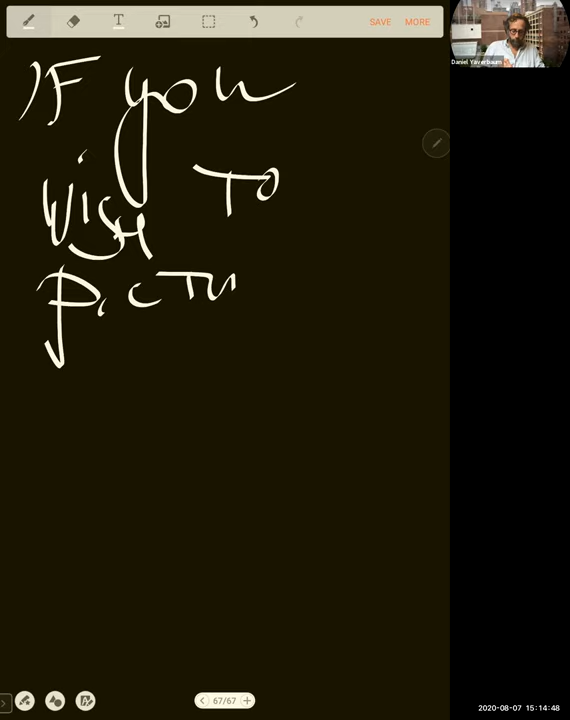 T
SAVE MORE
Daniel Yaverbaum
IF you
WISH TO
PICTU
67/67
2020-08-07 15:14:48